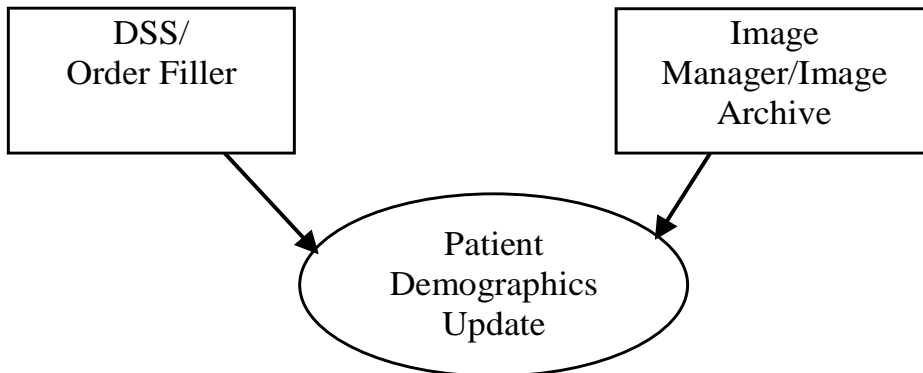 DSS/
Order Filler
Image
Manager/Image
Archive
Patient
Demographics
Update